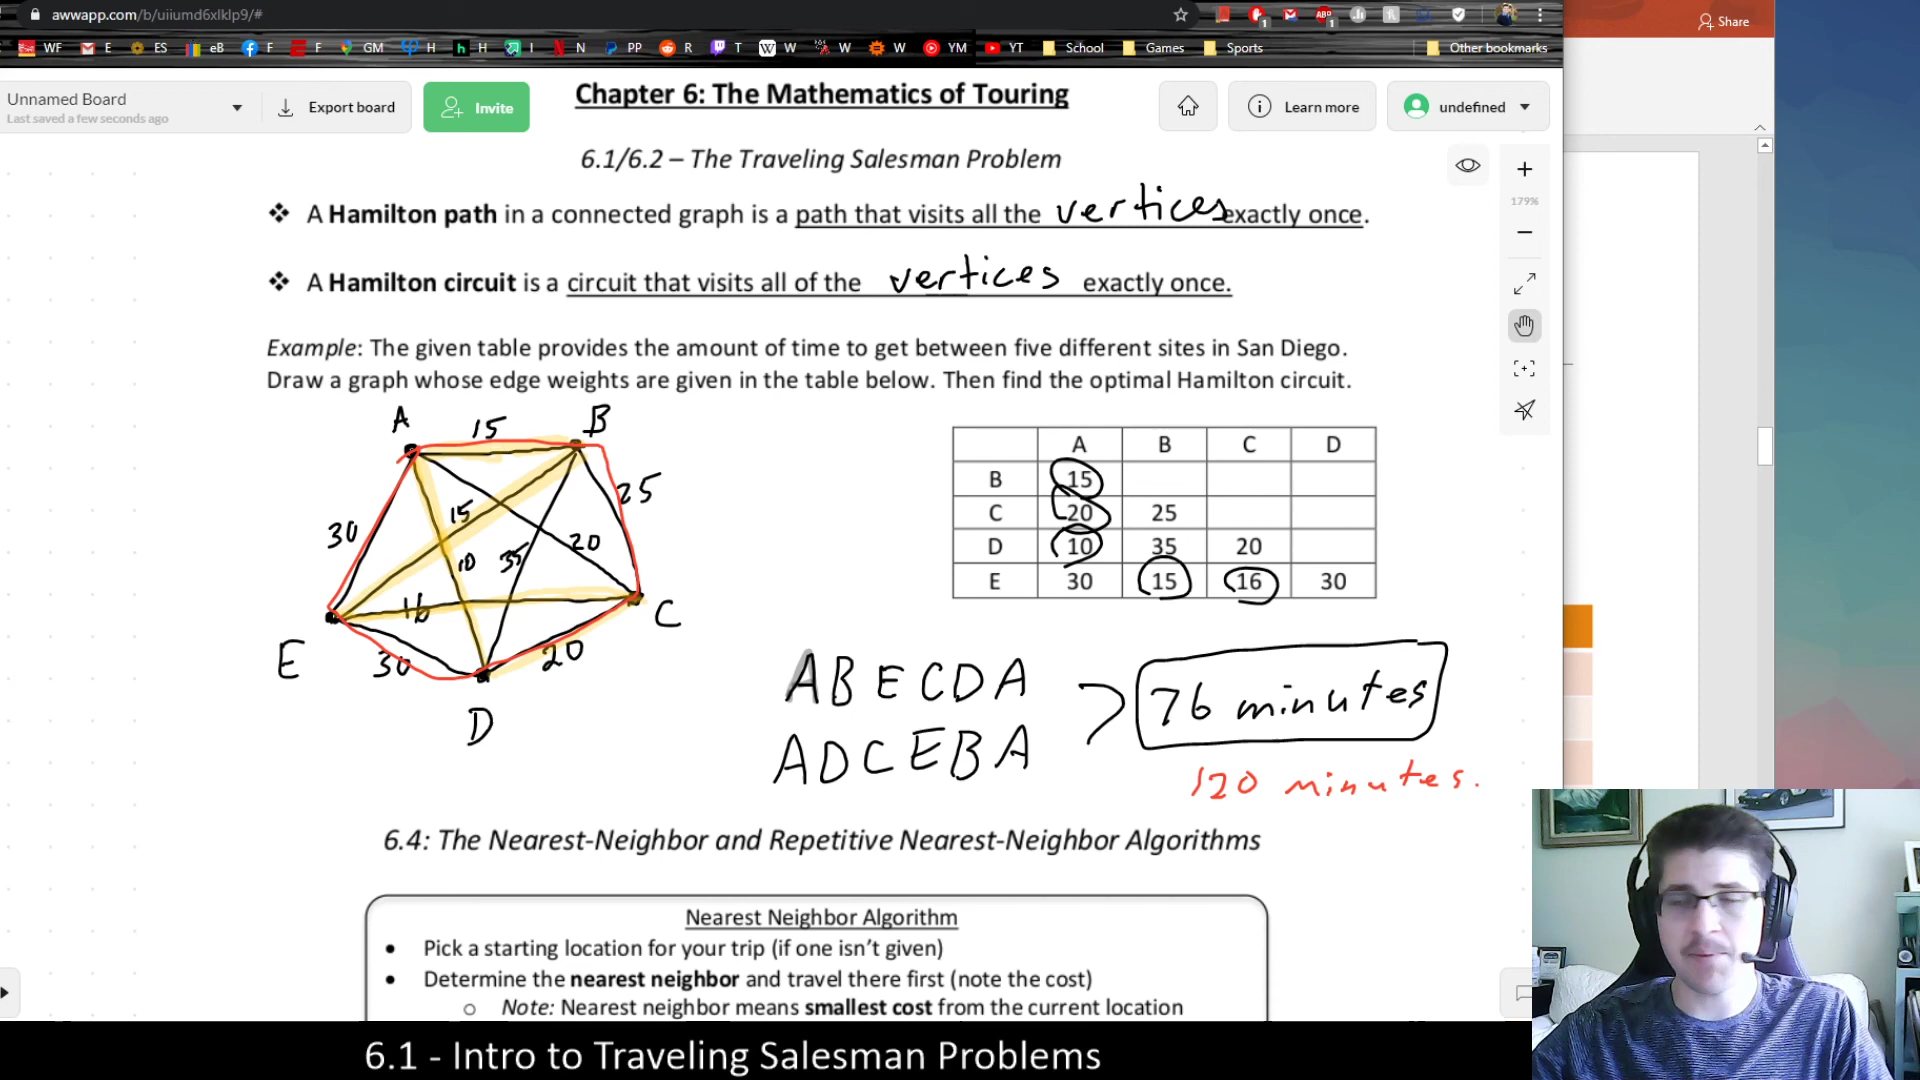 awwapp.com/b/uiiumd6xlklp9/#
Share
WF E ES eB F F GM H H I N PP R T W W W YM YT School Games Sports Other bookmarks
Unnamed Board
Last saved a few seconds ago
Export board
Invite
Learn more
undefined
179%
Chapter 6: The Mathematics of Touring
6.1/6.2 – The Traveling Salesman Problem
❖ A Hamilton path in a connected graph is a path that visits all the vertices exactly once.
❖ A Hamilton circuit is a circuit that visits all of the vertices exactly once.
Example: The given table provides the amount of time to get between five different sites in San Diego.
Draw a graph whose edge weights are given in the table below. Then find the optimal Hamilton circuit.
A 15 B
25
30 15
10 35 20
16
E 30 20 C
D
A B C D
B 15
C 20 25
D 10 35 20
E 30 15 16 30
ABECDA
ADCEBA
> 76 minutes
120 minutes.
6.4: The Nearest-Neighbor and Repetitive Nearest-Neighbor Algorithms
Nearest Neighbor Algorithm
• Pick a starting location for your trip (if one isn't given)
• Determine the nearest neighbor and travel there first (note the cost)
o Note: Nearest neighbor means smallest cost from the current location
6.1 - Intro to Traveling Salesman Problems